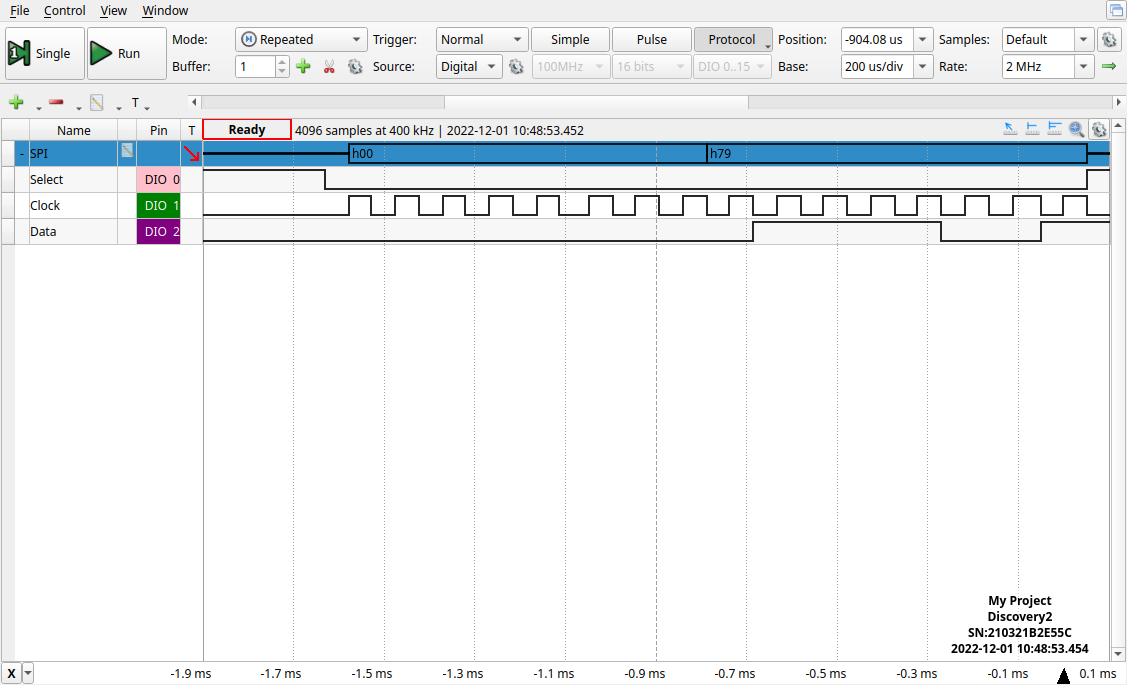 File Control View Window
Single Run Mode: Repeated Trigger: Normal Simple Pulse Protocol Position: -904.08 us Samples: Default
Buffer: 1 Source: Digital 100MHz 16 bits DIO 0..15 Base: 200 us/div Rate: 2 MHz
T
Name Pin T Ready 4096 samples at 400 kHz | 2022-12-01 10:48:53.452
- SPI h00 h79
Select DIO 0
Clock DIO 1
Data DIO 2
My Project
Discovery2
SN:210321B2E55C
2022-12-01 10:48:53.454
X -1.9 ms -1.7 ms -1.5 ms -1.3 ms -1.1 ms -0.9 ms -0.7 ms -0.5 ms -0.3 ms -0.1 ms 0.1 ms